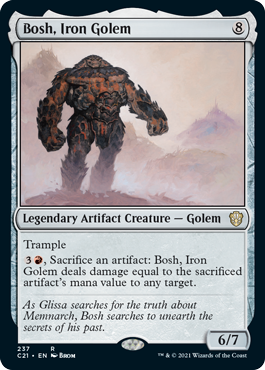 Bosh, Iron Golem 8
Legendary Artifact Creature — Golem
Trample
3, Sacrifice an artifact: Bosh, Iron
Golem deals damage equal to the sacrificed
artifact's mana value to any target.
As Glissa searches for the truth about
Memnarch, Bosh searches to unearth the
secrets of his past.
6/7
237 R
C21 • EN Brom
™ & © 2021 Wizards of the Coast